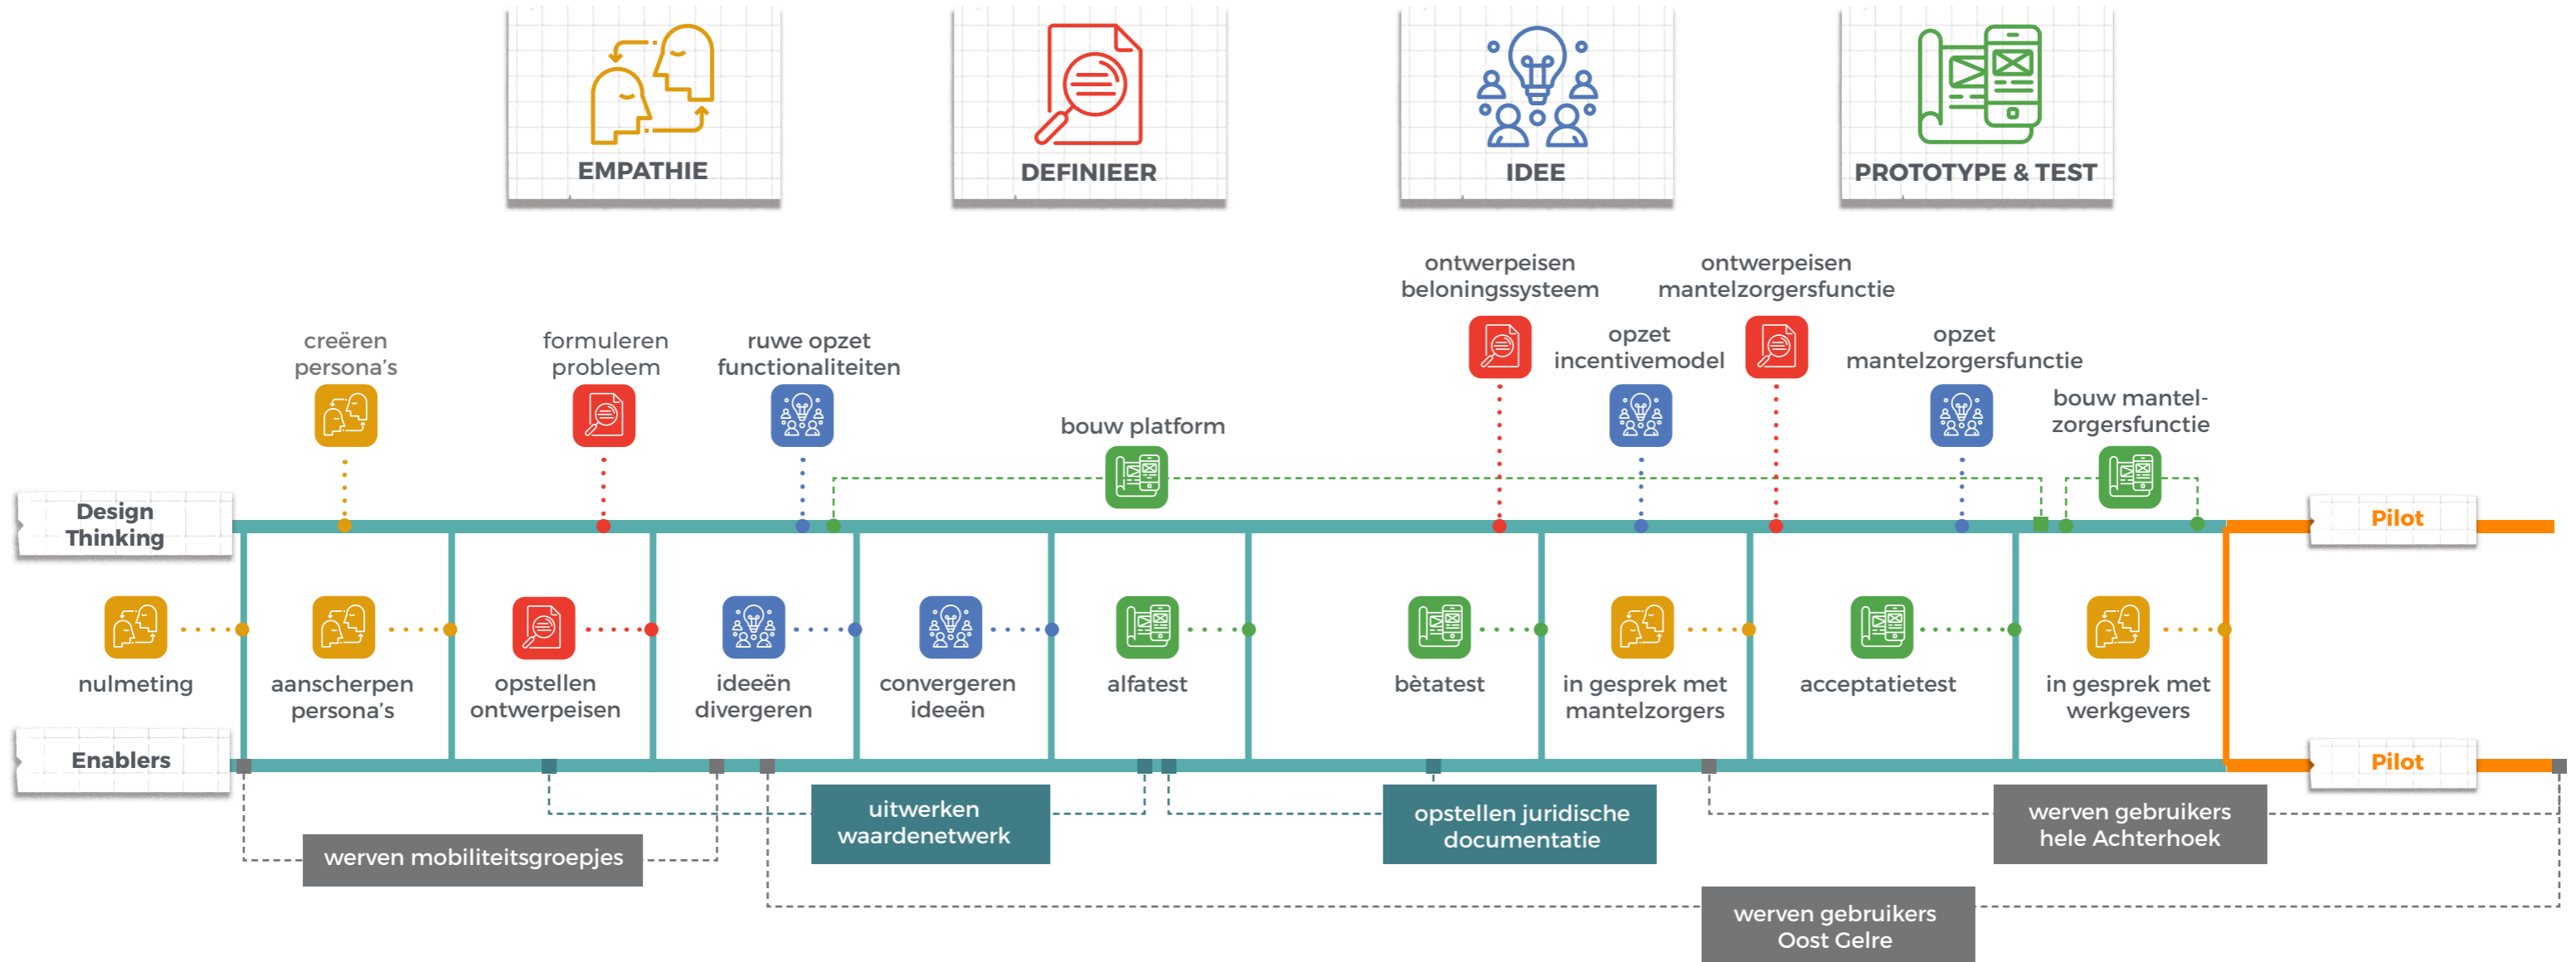 EMPATHIE
DEFINIEER
IDEE
PROTOTYPE & TEST
ontwerpeisen
beloningssysteem
ontwerpeisen
mantelzorgersfunctie
creëren
persona's
formuleren
probleem
ruwe opzet
functionaliteiten
opzet
incentivemodel
opzet
mantelzorgersfunctie
bouw platform
bouw mantel-
zorgersfunctie
Design
Thinking
Pilot
nulmeting
aanscherpen
persona's
opstellen
ontwerpeisen
ideeën
divergeren
convergeren
ideeën
alfatest
bètatest
in gesprek met
mantelzorgers
acceptatietest
in gesprek met
werkgevers
Enablers
Pilot
uitwerken
waardenetwerk
opstellen juridische
documentatie
werven gebruikers
hele Achterhoek
werven mobiliteitsgroepjes
werven gebruikers
Oost Gelre